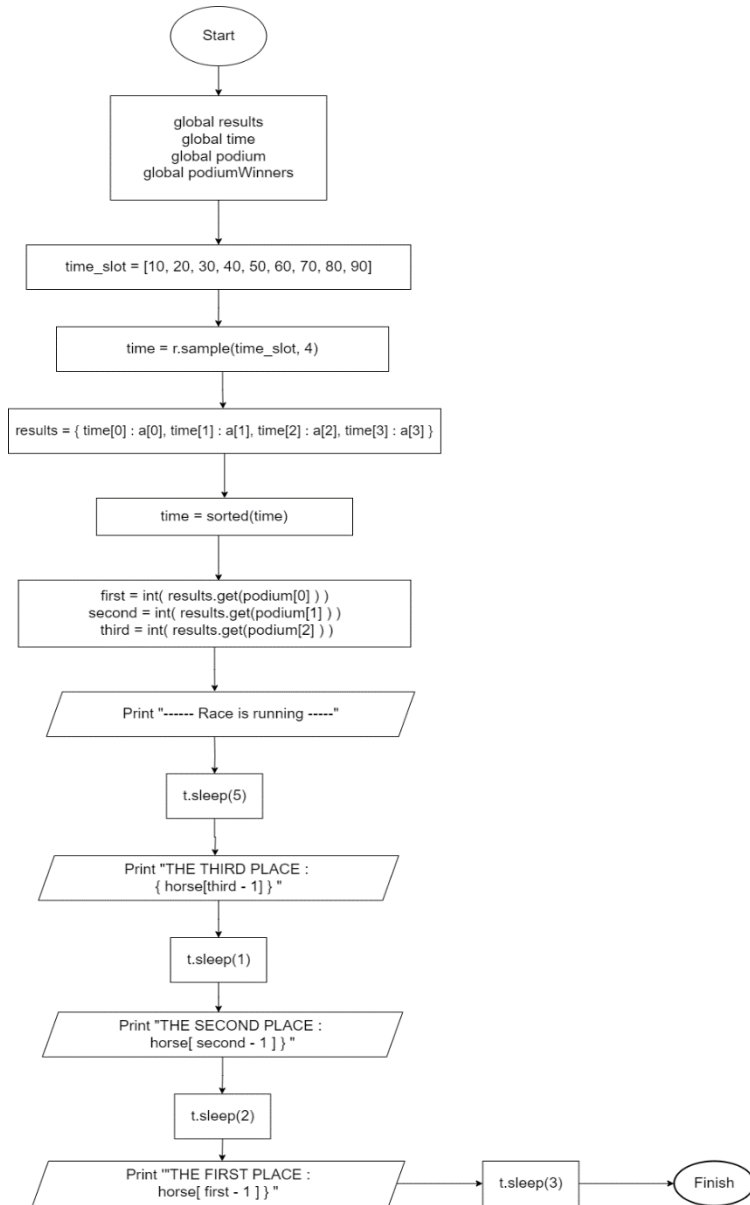 Start
global results
global time
global podium
global podiumWinners
time_slot = [10, 20, 30, 40, 50, 60, 70, 80, 90]
time = r.sample(time_slot, 4)
results = { time[0] : a[0], time[1] : a[1], time[2] : a[2], time[3] : a[3] }
time = sorted(time)
first = int( results.get(podium[0] ) )
second = int( results.get(podium[1] ) )
third = int( results.get(podium[2] ) )
Print "------ Race is running -----"
t.sleep(5)
Print "THE THIRD PLACE :
{ horse[third - 1] } "
t.sleep(1)
Print "THE SECOND PLACE :
horse[ second - 1 ] } "
t.sleep(2)
Print '"THE FIRST PLACE :
horse[ first - 1 ] } "
t.sleep(3)
Finish